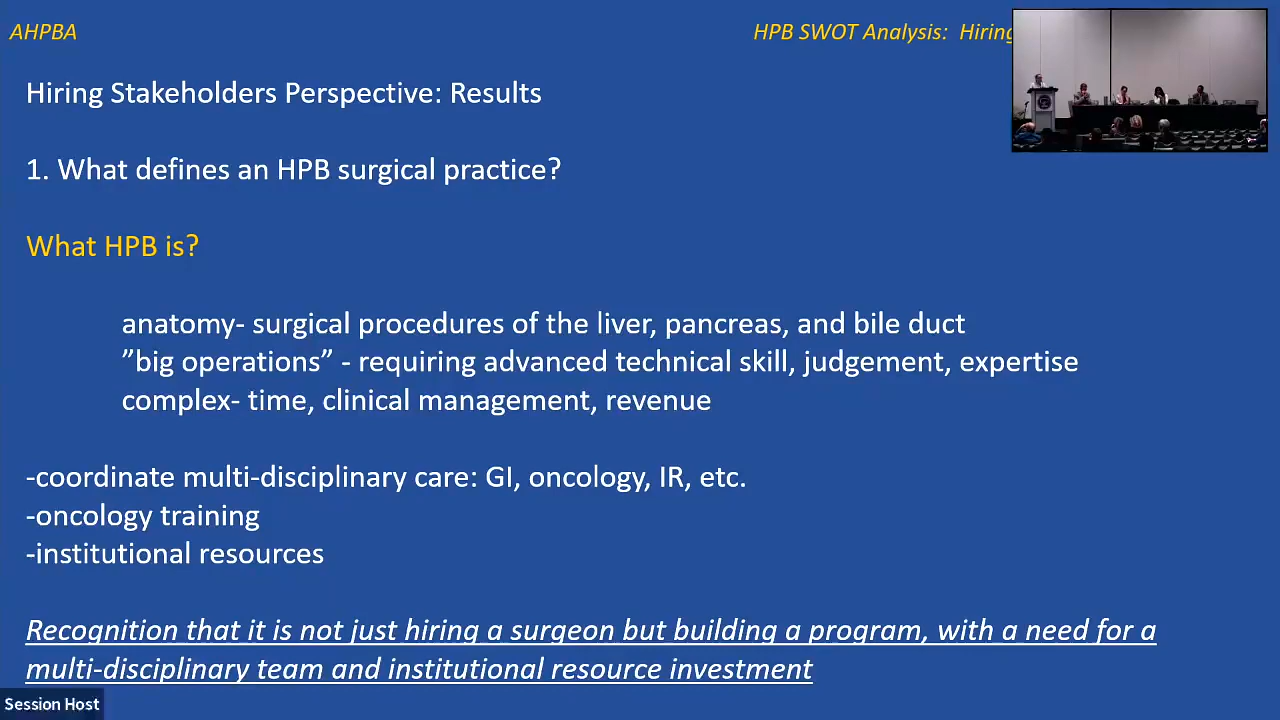 AHPBA
HPB SWOT Analysis: Hiring
Hiring Stakeholders Perspective: Results
1. What defines an HPB surgical practice?
What HPB is?
anatomy- surgical procedures of the liver, pancreas, and bile duct
”big operations” - requiring advanced technical skill, judgement, expertise
complex- time, clinical management, revenue
-coordinate multi-disciplinary care: GI, oncology, IR, etc.
-oncology training
-institutional resources
Recognition that it is not just hiring a surgeon but building a program, with a need for a
multi-disciplinary team and institutional resource investment
Session Host